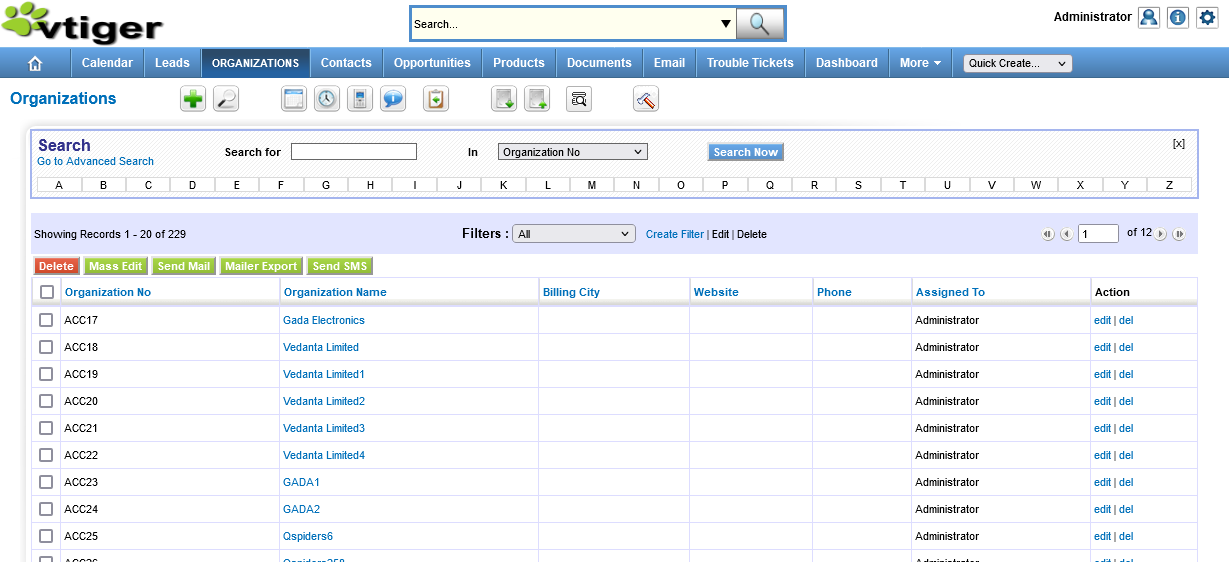 vtiger
Search...
Administrator
Calendar Leads ORGANIZATIONS Contacts Opportunities Products Documents Email Trouble Tickets Dashboard More Quick Create...
Organizations
Search
Go to Advanced Search
Search for In Organization No Search Now [x]
A B C D E F G H I J K L M N O P Q R S T U V W X Y Z
Showing Records 1 - 20 of 229 Filters : All Create Filter | Edit | Delete 1 of 12
Delete Mass Edit Send Mail Mailer Export Send SMS
Organization No Organization Name Billing City Website Phone Assigned To Action
ACC17 Gada Electronics Administrator edit | del
ACC18 Vedanta Limited Administrator edit | del
ACC19 Vedanta Limited1 Administrator edit | del
ACC20 Vedanta Limited2 Administrator edit | del
ACC21 Vedanta Limited3 Administrator edit | del
ACC22 Vedanta Limited4 Administrator edit | del
ACC23 GADA1 Administrator edit | del
ACC24 GADA2 Administrator edit | del
ACC25 Qspiders6 Administrator edit | del